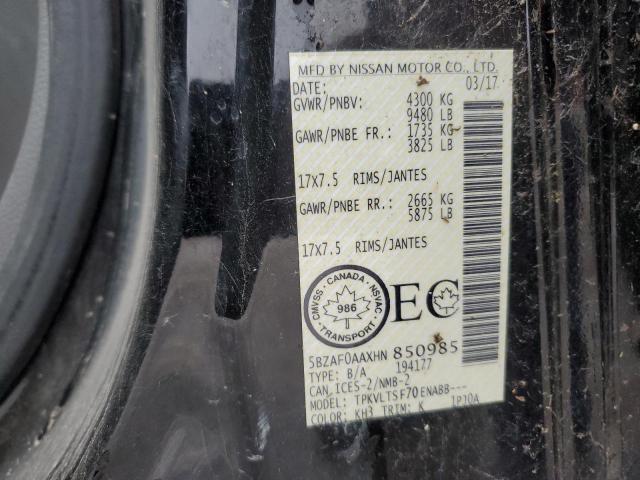 MFD BY NISSAN MOTOR CO., LTD.
DATE: 03/17
GVWR/PNBV: 4300 KG
9480 LB
GAWR/PNBE FR.: 1735 KG
3825 LB
17X7.5 RIMS/JANTES
GAWR/PNBE RR.: 2665 KG
5875 LB
17X7.5 RIMS/JANTES
CMVSS · CANADA · NSVAC
986
TRANSPORT
EC
5BZAF0AAXHN 850985
TYPE: B/A 194177
CAN ICES-2/NMB-2
MODEL: TPKVLTSF70ENABB---
COLOR: KH3 TRIM: K 1P10A